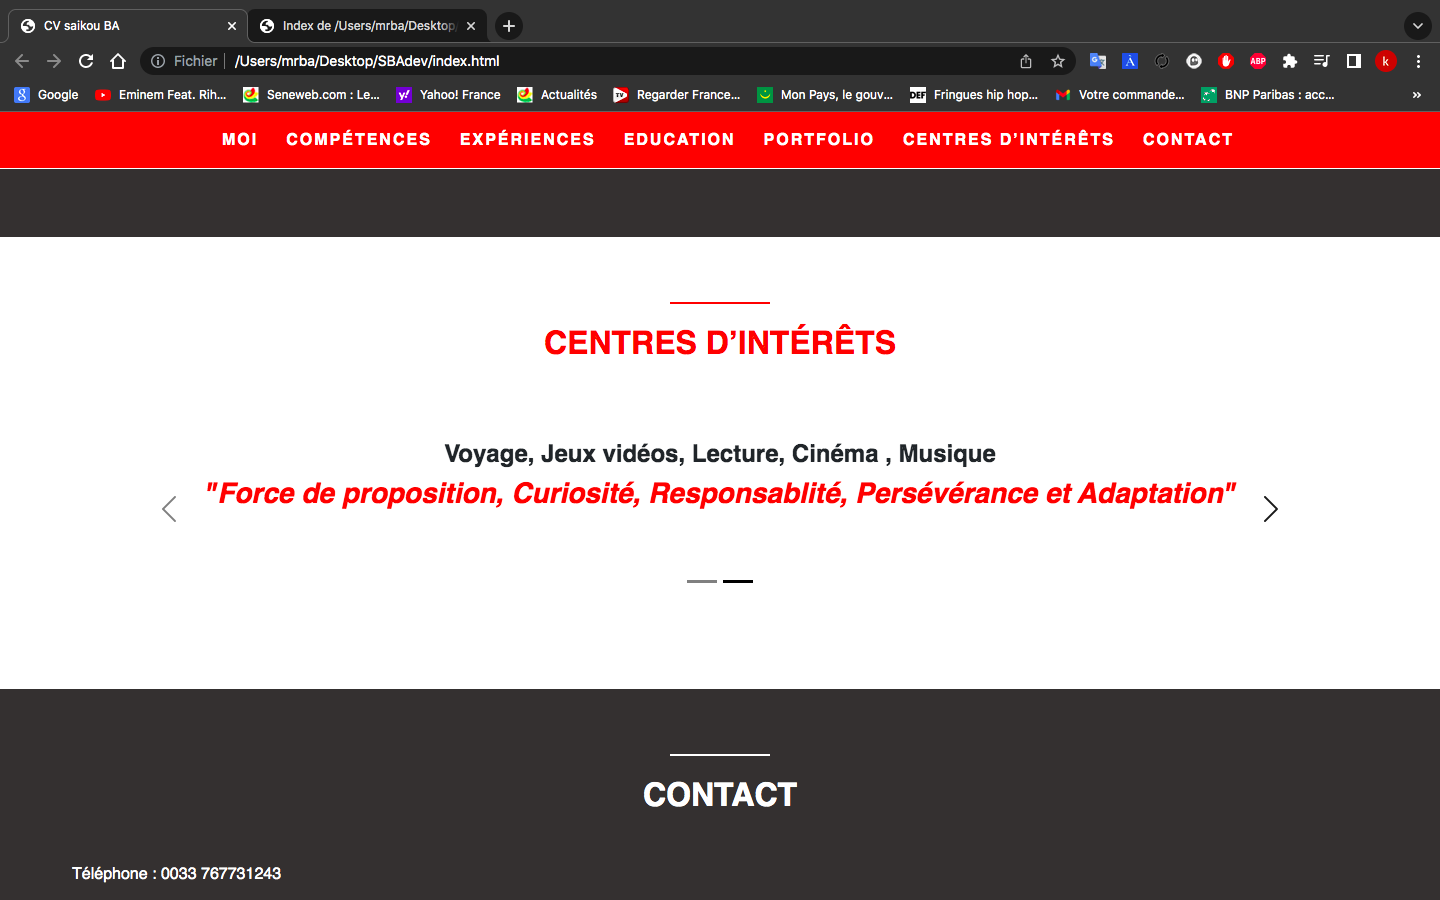 CV saikou BA
Index de /Users/mrba/Desktop/
Fichier /Users/mrba/Desktop/SBAdev/index.html
Google Eminem Feat. Rih... Seneweb.com : Le... Yahoo! France Actualités Regarder France... Mon Pays, le gouv... Fringues hip hop... Votre commande... BNP Paribas : acc... »
MOI COMPÉTENCES EXPÉRIENCES EDUCATION PORTFOLIO CENTRES D’INTÉRÊTS CONTACT
CENTRES D’INTÉRÊTS
Voyage, Jeux vidéos, Lecture, Cinéma , Musique
"Force de proposition, Curiosité, Responsablité, Persévérance et Adaptation"
CONTACT
Téléphone : 0033 767731243